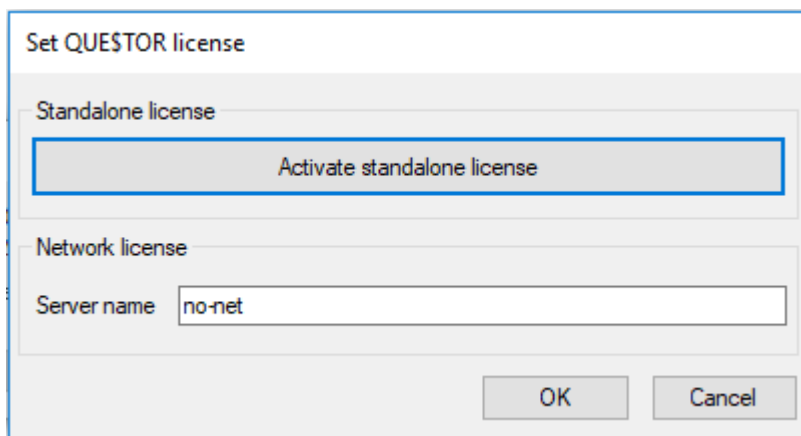 Set QUE$TOR license
Standalone license
Activate standalone license
Network license
Server name no-net
OK Cancel